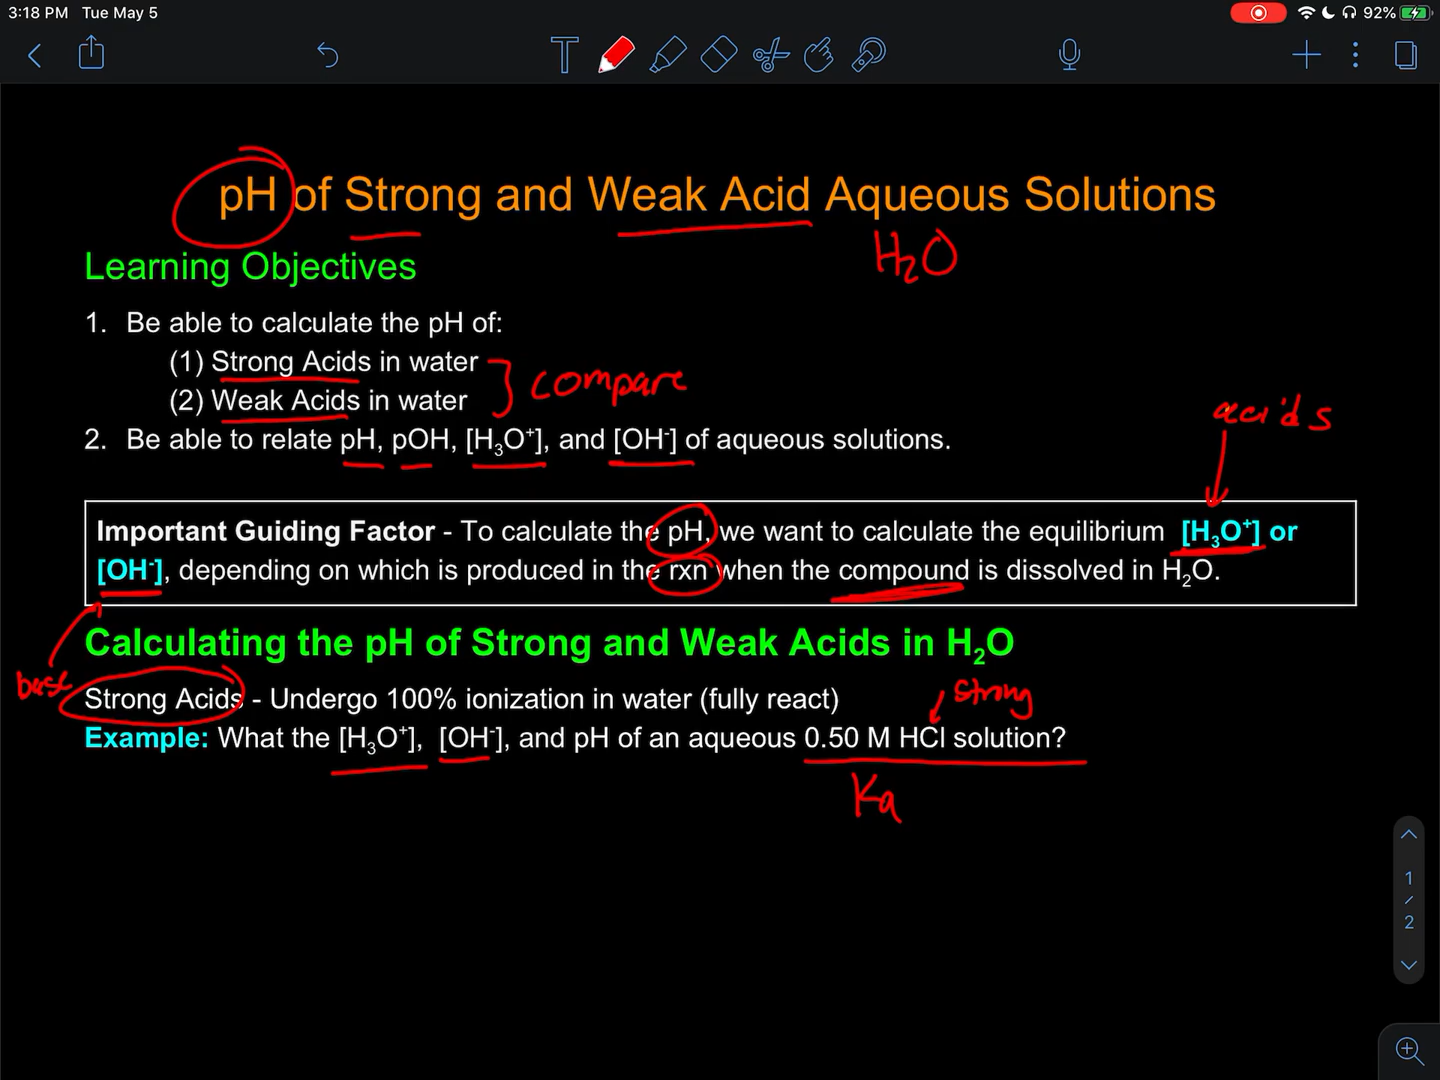 3:18 PM Tue May 5
92%
T
pH of Strong and Weak Acid Aqueous Solutions
H₂O
Learning Objectives
1. Be able to calculate the pH of:
(1) Strong Acids in water
compare
(2) Weak Acids in water
acids
2. Be able to relate pH, pOH, [H₃O⁺], and [OH⁻] of aqueous solutions.
Important Guiding Factor - To calculate the pH, we want to calculate the equilibrium [H₃O⁺] or
[OH⁻], depending on which is produced in the rxn when the compound is dissolved in H₂O.
Calculating the pH of Strong and Weak Acids in H₂O
base
Strong Acids - Undergo 100% ionization in water (fully react)
strong
Example: What the [H₃O⁺], [OH⁻], and pH of an aqueous 0.50 M HCl solution?
Ka
1
/
2